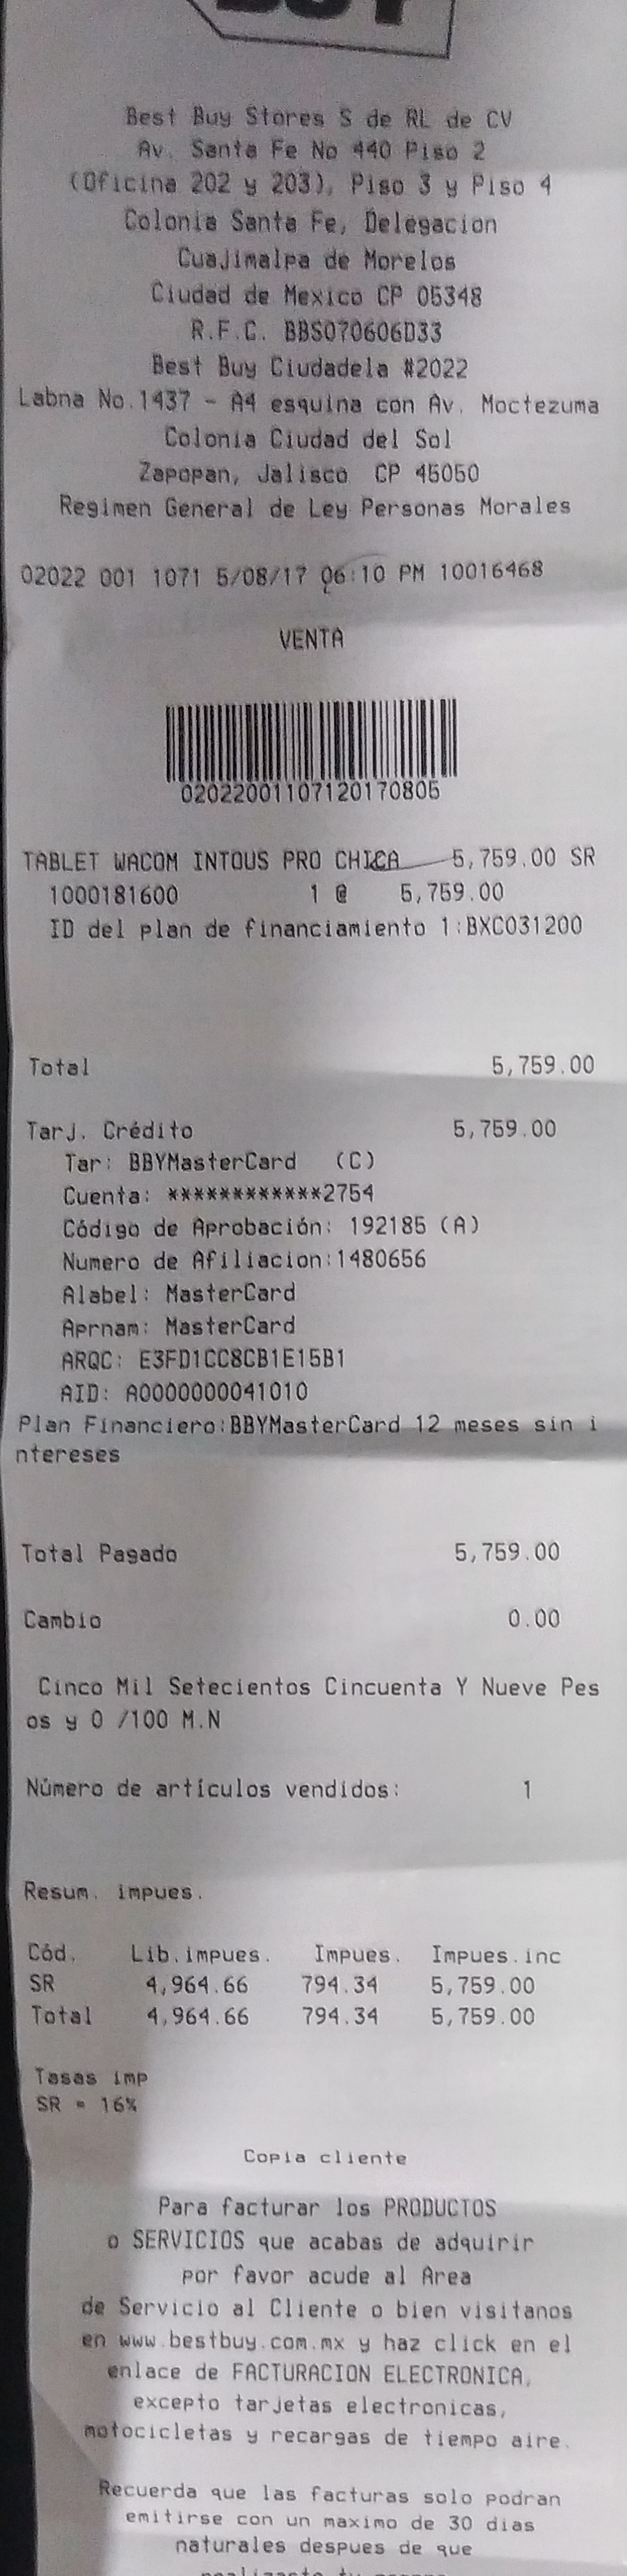 BUY
Best Buy Stores S de RL de CV
Av. Santa Fe No 440 Piso 2
(Oficina 202 y 203), Piso 3 y Piso 4
Colonia Santa Fe, Delegacion
Cuajimalpa de Morelos
Ciudad de Mexico CP 05348
R.F.C. BBS070606D33
Best Buy Ciudadela #2022
Labna No.1437 - A4 esquina con Av. Moctezuma
Colonia Ciudad del Sol
Zapopan, Jalisco CP 45050
Regimen General de Ley Personas Morales
02022 001 1071 5/08/17 06:10 PM 10016468
VENTA
02022001107120170805
TABLET WACOM INTOUS PRO CHICA 5,759.00 SR
1000181600 1 @ 5,759.00
ID del plan de financiamiento 1:BXC031200
Total 5,759.00
Tarj. Crédito 5,759.00
Tar: BBYMasterCard (C)
Cuenta: ************2754
Código de Aprobación: 192185 (A)
Numero de Afiliacion:1480656
Alabel: MasterCard
Aprnam: MasterCard
ARQC: E3FD1CC8CB1E15B1
AID: A0000000041010
Plan Financiero:BBYMasterCard 12 meses sin i
ntereses
Total Pagado 5,759.00
Cambio 0.00
Cinco Mil Setecientos Cincuenta Y Nueve Pes
os y 0 /100 M.N
Número de artículos vendidos: 1
Resum. impues.
Cód. Lib.impues. Impues. Impues.inc
SR 4,964.66 794.34 5,759.00
Total 4,964.66 794.34 5,759.00
Tasas imp
SR = 16%
Copia cliente
Para facturar los PRODUCTOS
o SERVICIOS que acabas de adquirir
por favor acude al Area
de Servicio al Cliente o bien visitanos
en www.bestbuy.com.mx y haz click en el
enlace de FACTURACION ELECTRONICA,
excepto tarjetas electronicas,
motocicletas y recargas de tiempo aire.
Recuerda que las facturas solo podran
emitirse con un maximo de 30 dias
naturales despues de que